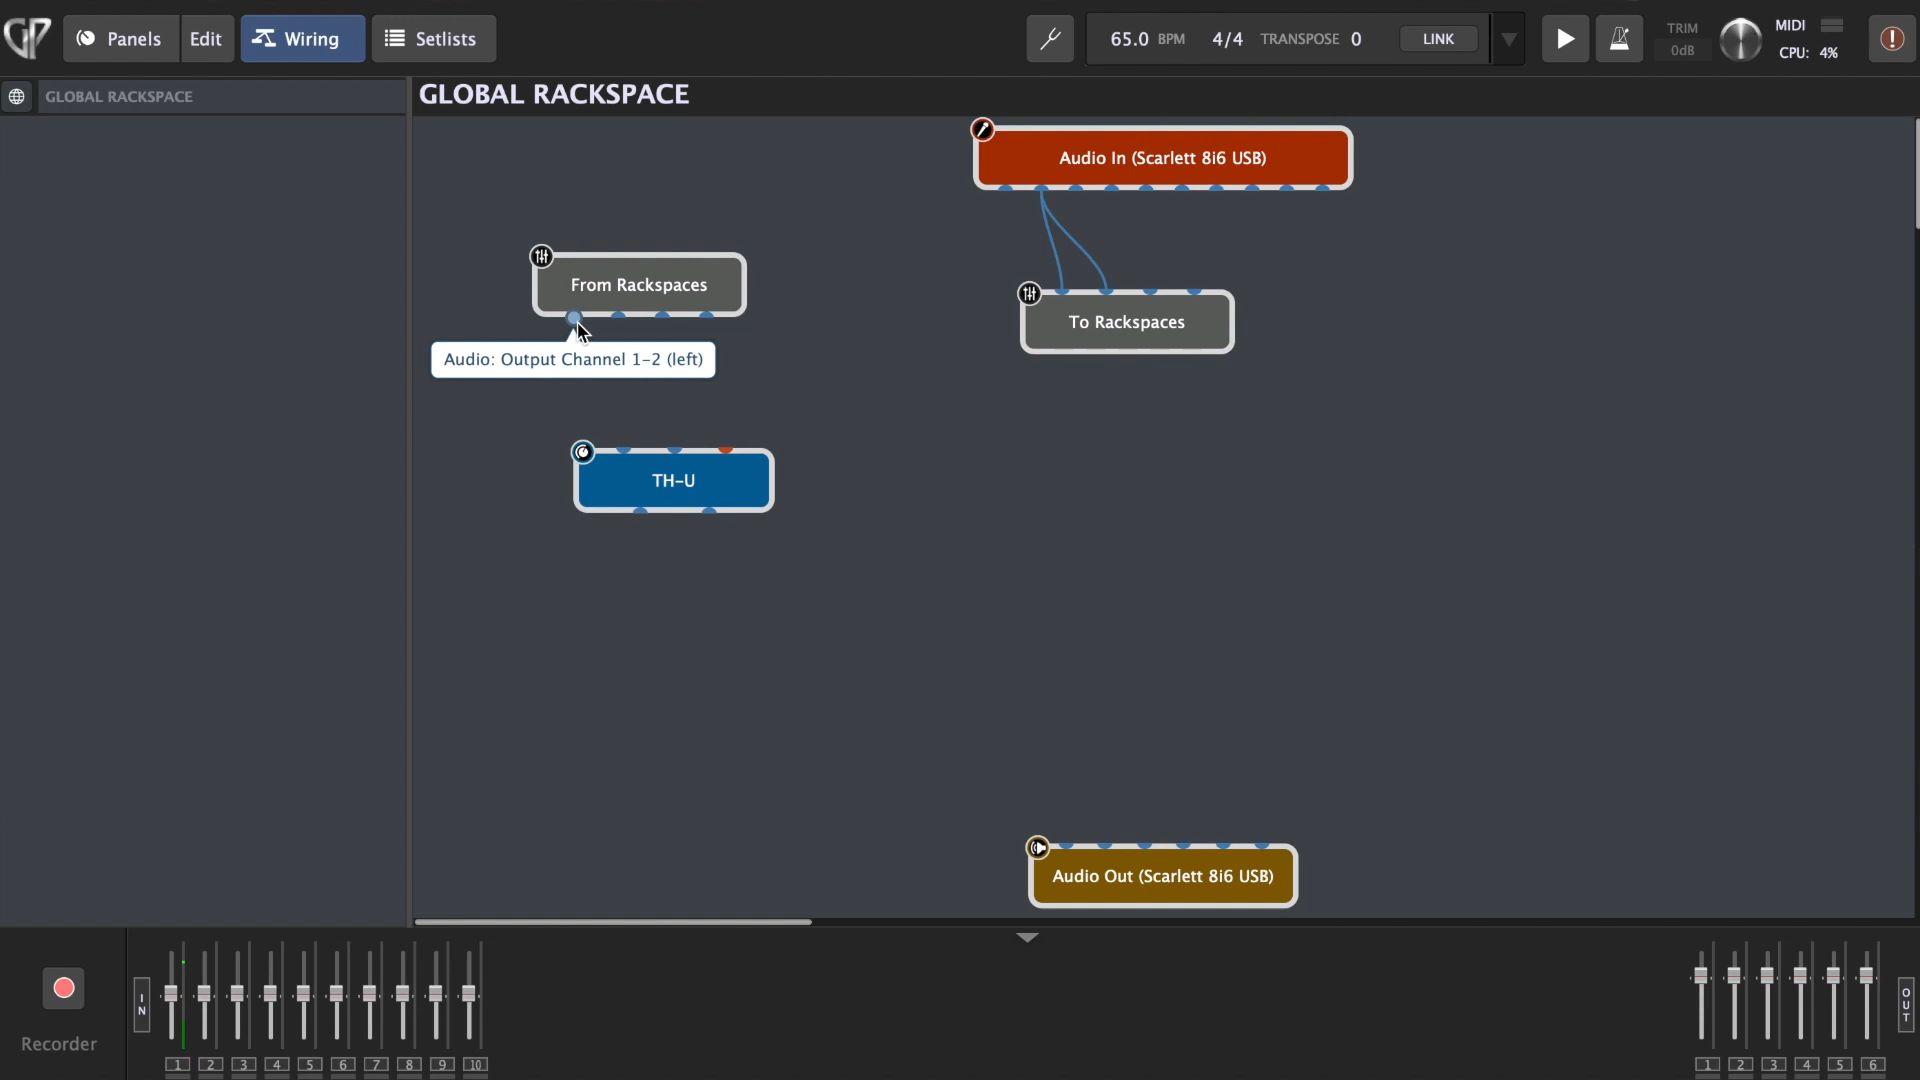 GP
Panels
Edit
Wiring
Setlists
65.0 BPM
4/4
TRANSPOSE 0
LINK
TRIM
0dB
MIDI
CPU: 4%
GLOBAL RACKSPACE
GLOBAL RACKSPACE
Audio In (Scarlett 8i6 USB)
From Rackspaces
To Rackspaces
Audio: Output Channel 1-2 (left)
TH-U
Audio Out (Scarlett 8i6 USB)
Recorder
IN
1 2 3 4 5 6 7 8 9 10
1 2 3 4 5 6
OUT